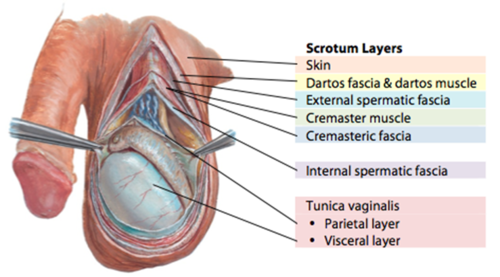 Scrotum Layers
Skin
Dartos fascia & dartos muscle
External spermatic fascia
Cremaster muscle
Cremasteric fascia
Internal spermatic fascia
Tunica vaginalis
• Parietal layer
• Visceral layer